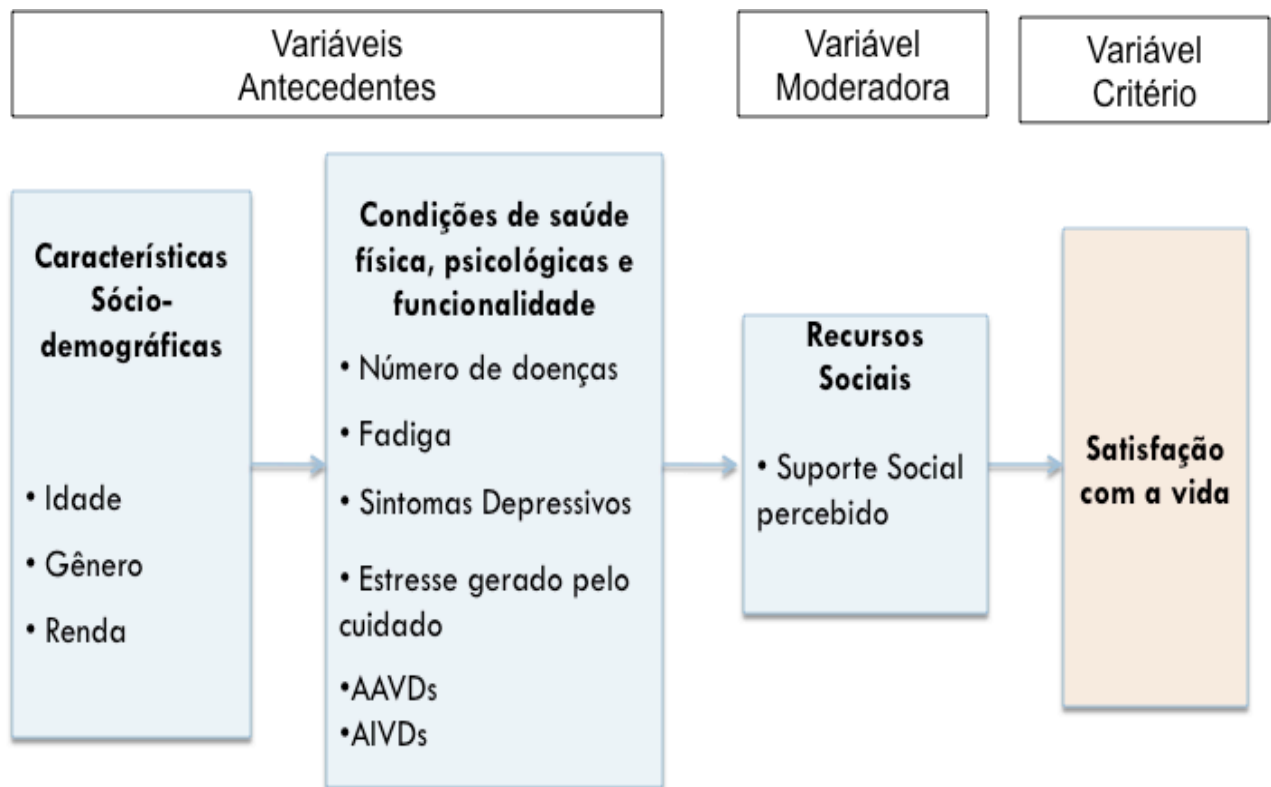 Variáveis
Antecedentes
Variável
Moderadora
Variável
Critério
Características
Sócio-
demográficas
• Idade
• Gênero
• Renda
Condições de saúde
física, psicológicas e
funcionalidade
• Número de doenças
• Fadiga
• Sintomas Depressivos
• Estresse gerado pelo
cuidado
•AAVDs
•AIVDs
Recursos
Sociais
• Suporte Social
percebido
Satisfação
com a vida